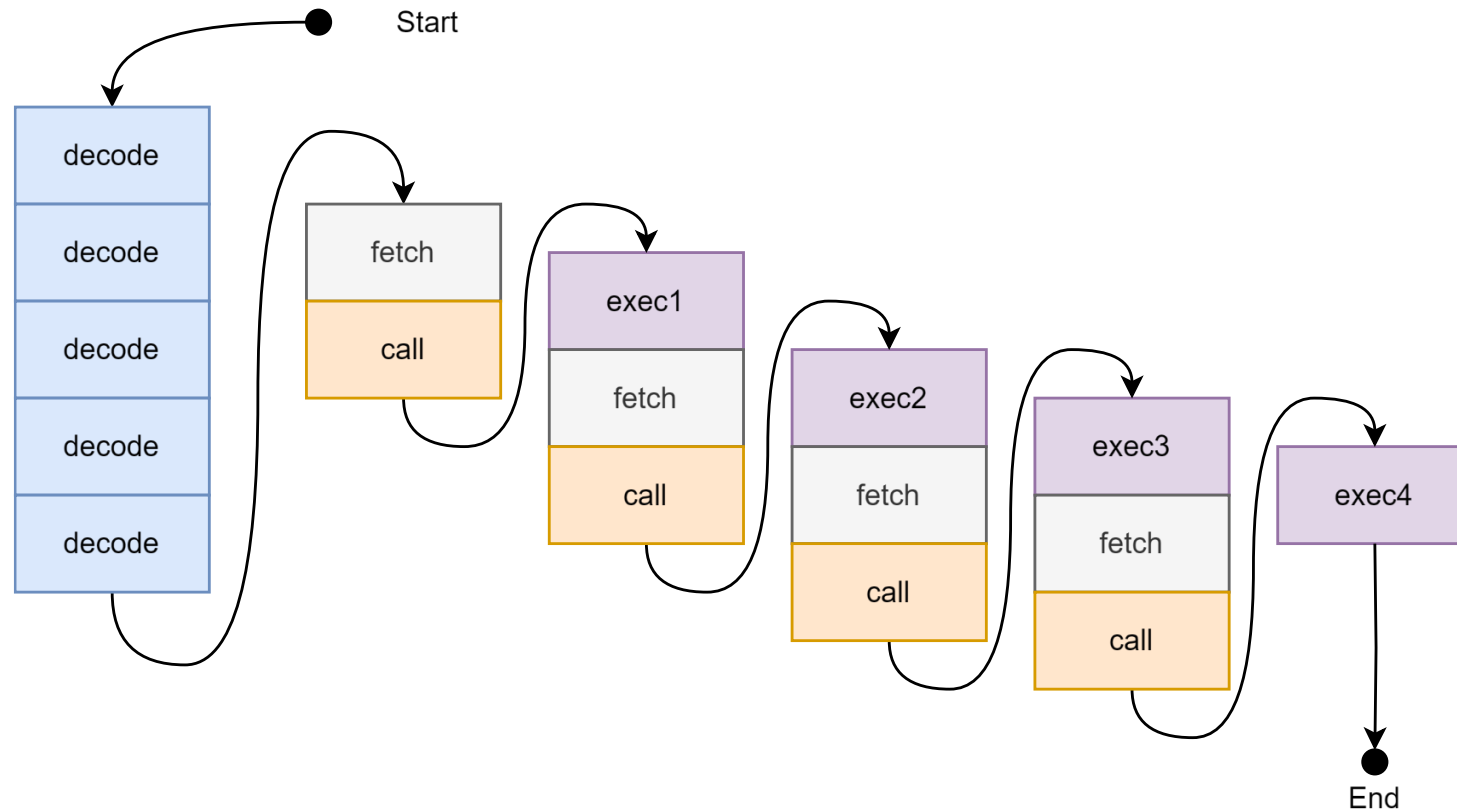 Start
decode
decode
decode
decode
decode
fetch
call
exec1
fetch
call
exec2
fetch
call
exec3
fetch
call
exec4
End